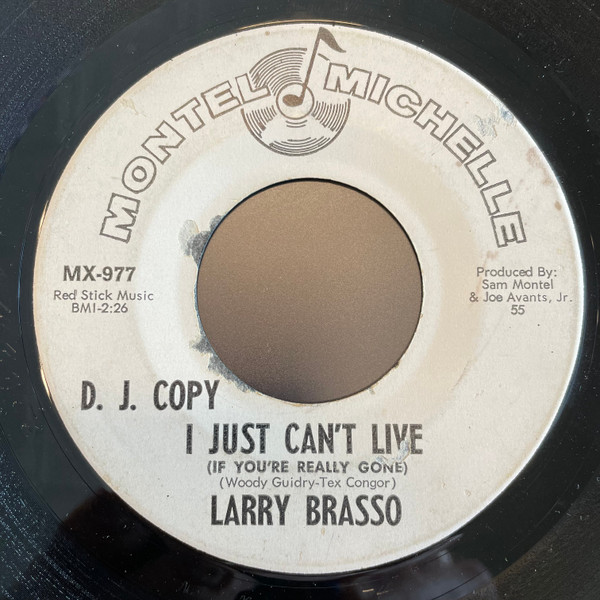 MONTEL MICHELLE
MX-977
Red Stick Music
BMI-2:26
Produced By:
Sam Montel
& Joe Avants, Jr.
55
D. J. COPY
I JUST CAN'T LIVE
(IF YOU'RE REALLY GONE)
(Woody Guidry-Tex Congor)
LARRY BRASSO